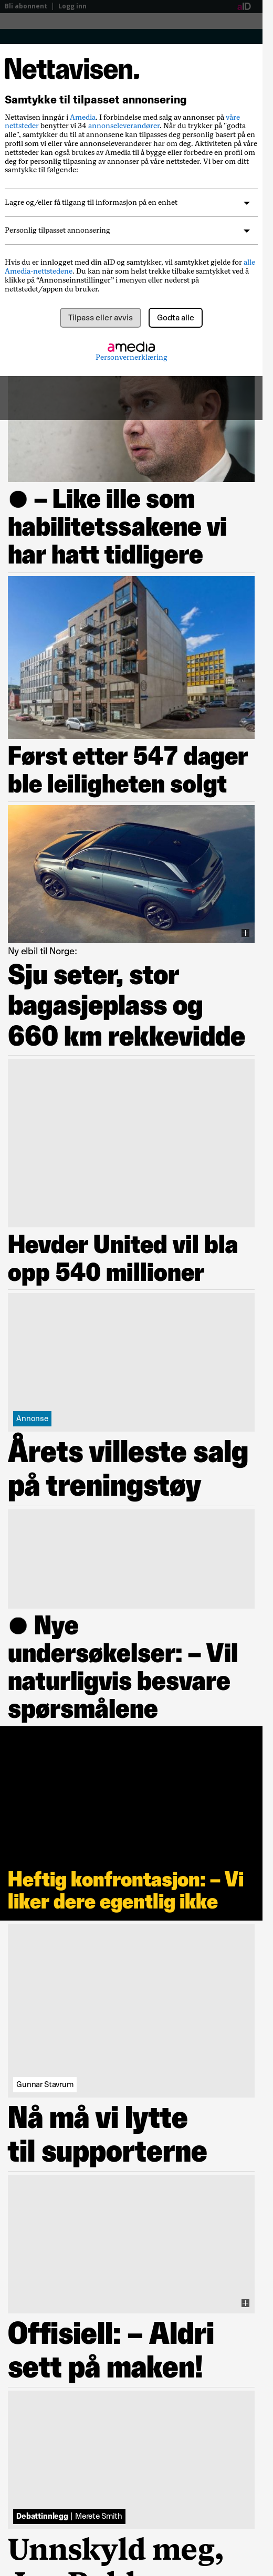 Bli abonnent | Logg inn
aID
Nettavisen.
Samtykke til tilpasset annonsering
Nettavisen inngår i Amedia. I forbindelse med salg av annonser på våre
nettsteder benytter vi 34 annonseleverandører. Når du trykker på "godta
alle", samtykker du til at annonsene kan tilpasses deg personlig basert på en
profil som vi eller våre annonseleverandører har om deg. Aktiviteten på våre
nettsteder kan også brukes av Amedia til å bygge eller forbedre en profil om
deg for personlig tilpasning av annonser på våre nettsteder. Vi ber om ditt
samtykke til følgende:
Lagre og/eller få tilgang til informasjon på en enhet
Personlig tilpasset annonsering
Hvis du er innlogget med din aID og samtykker, vil samtykket gjelde for alle
Amedia-nettstedene. Du kan når som helst trekke tilbake samtykket ved å
klikke på “Annonseinnstillinger” i menyen eller nederst på
nettstedet/appen du bruker.
Tilpass eller avvis
Godta alle
amedia
Personvernerklæring
● – Like ille som
habilitetssakene vi
har hatt tidligere
Først etter 547 dager
ble leiligheten solgt
Ny elbil til Norge:
Sju seter, stor
bagasjeplass og
660 km rekkevidde
Hevder United vil bla
opp 540 millioner
Annonse
Årets villeste salg
på treningstøy
● Nye
undersøkelser: – Vil
naturligvis besvare
spørsmålene
Heftig konfrontasjon: – Vi
liker dere egentlig ikke
Gunnar Stavrum
Nå må vi lytte
til supporterne
Offisiell: – Aldri
sett på maken!
Debattinnlegg | Merete Smith
Unnskyld meg,